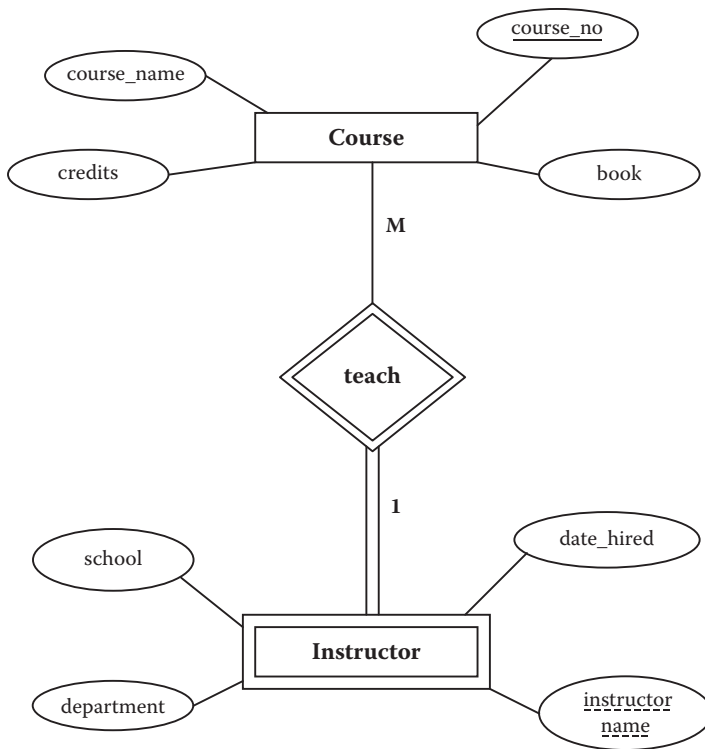 course_no
course_name
Course
credits
book
M
teach
1
date_hired
school
Instructor
department
instructor
name